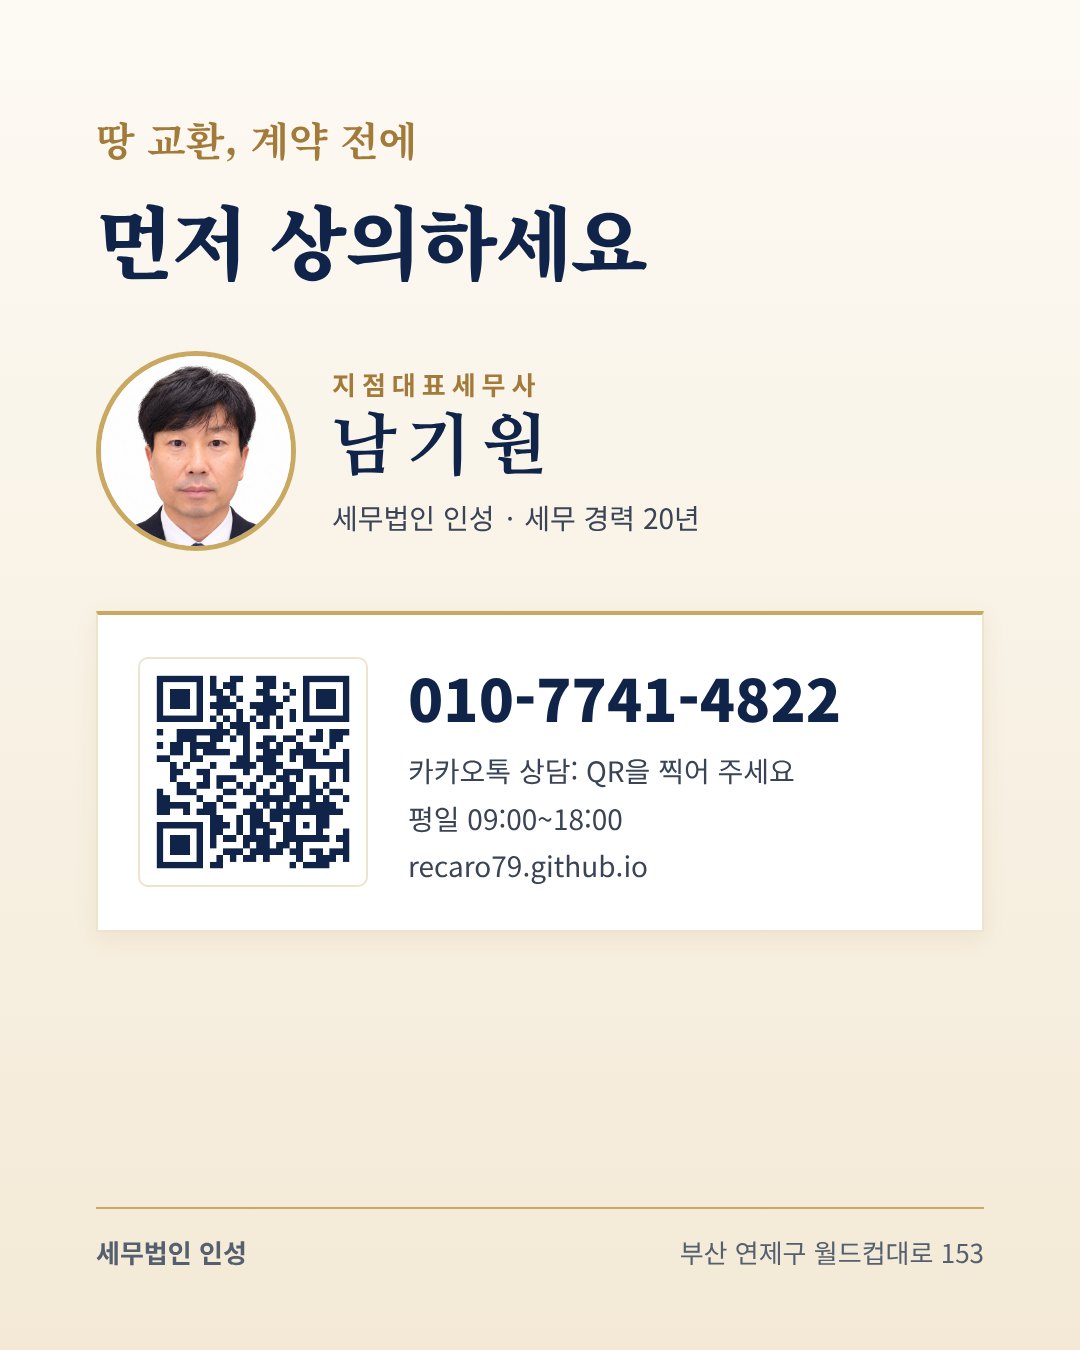 땅 교환, 계약 전에
먼저 상의하세요
지점대표세무사
남기원
세무법인 인성 · 세무 경력 20년
010-7741-4822
카카오톡 상담: QR을 찍어 주세요
평일 09:00~18:00
recaro79.github.io
세무법인 인성
부산 연제구 월드컵대로 153